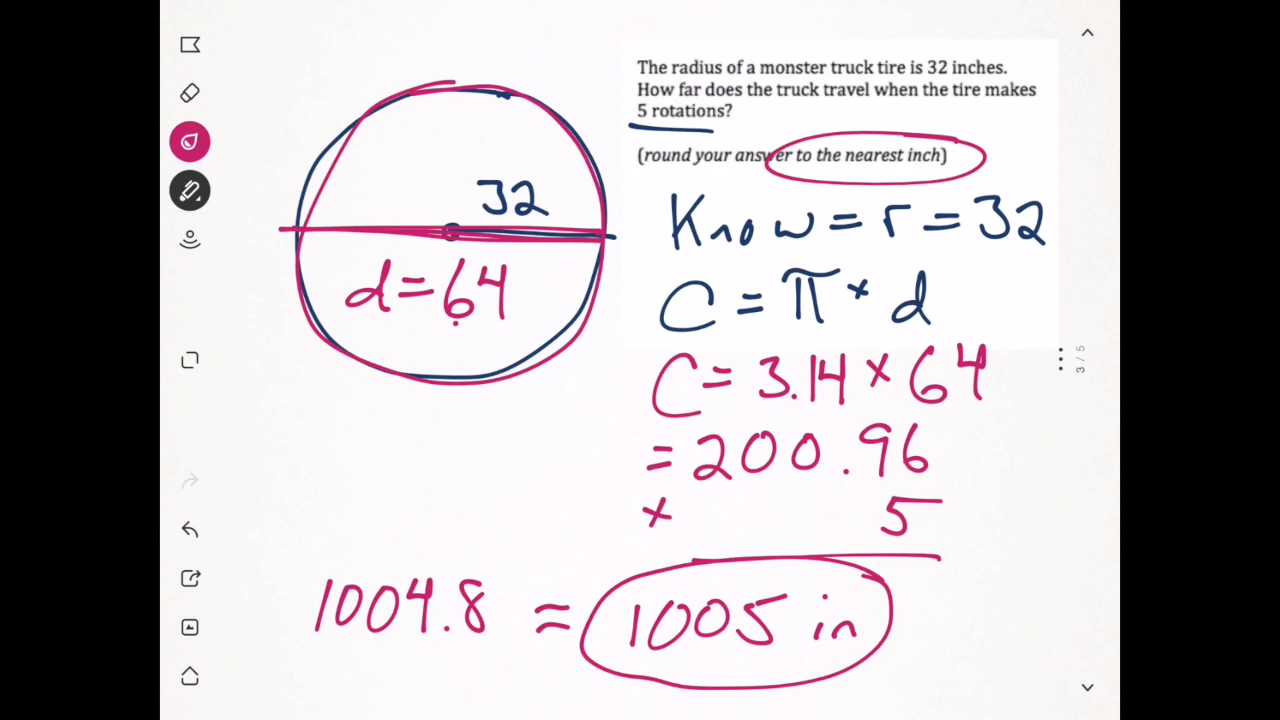 The radius of a monster truck tire is 32 inches.
How far does the truck travel when the tire makes
5 rotations?
(round your answer to the nearest inch)
32
d=64
Know = r = 32
C = π × d
C = 3.14 × 64
= 200.96
× 5
1004.8 = 1005 in
3 / 5